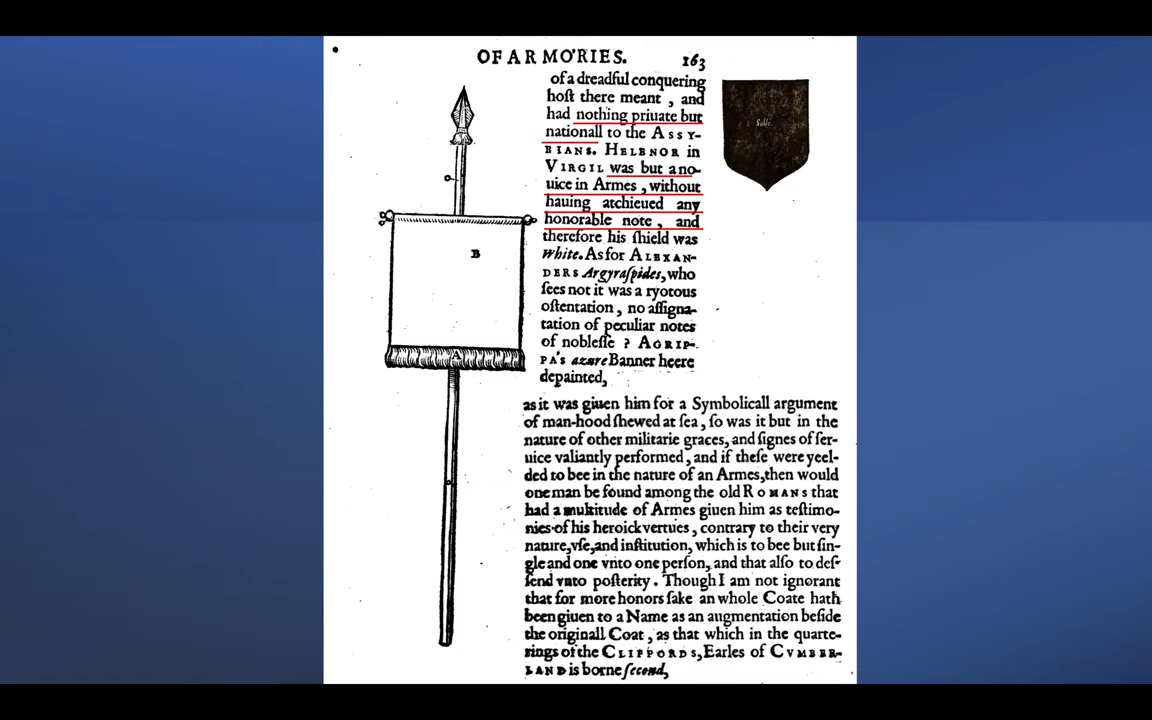 OF ARMORIES. 163
of a dreadful conquering
hoſt there meant, and
had nothing priuate but
nationall to the ASSY-
RIANS. HELENOR in
VIRGIL was but a no-
uice in Armes, without
hauing atchieued any
honorable note, and
therefore his ſhield was
White. As for ALEXAN-
DERS Argyraſpides, who
ſees not it was a ryotous
oſtentation, no aſſigna-
tation of peculiar notes
of nobleſſe ? AGRIP-
PA'S azure Banner heere
depainted,
as it was giuen him for a Symbolicall argument
of man-hood ſhewed at ſea, ſo was it but in the
nature of other militarie graces, and ſignes of ſer-
uice valiantly performed, and if theſe were yeel-
ded to bee in the nature of an Armes, then would
one man be found among the old ROMANS that
had a multitude of Armes giuen him as teſtimo-
nies of his heroick vertues, contrary to their very
nature, vſe, and inſtitution, which is to bee but ſin-
gle and one vnto one perſon, and that alſo to deſ-
ſend vnto poſterity. Though I am not ignorant
that for more honors ſake an whole Coate hath
been giuen to a Name as an augmentation beſide
the originall Coat, as that which in the quarte-
rings of the CLIFFORDS, Earles of CVMBER-
LAND is borne ſecond,
B
A
Sable